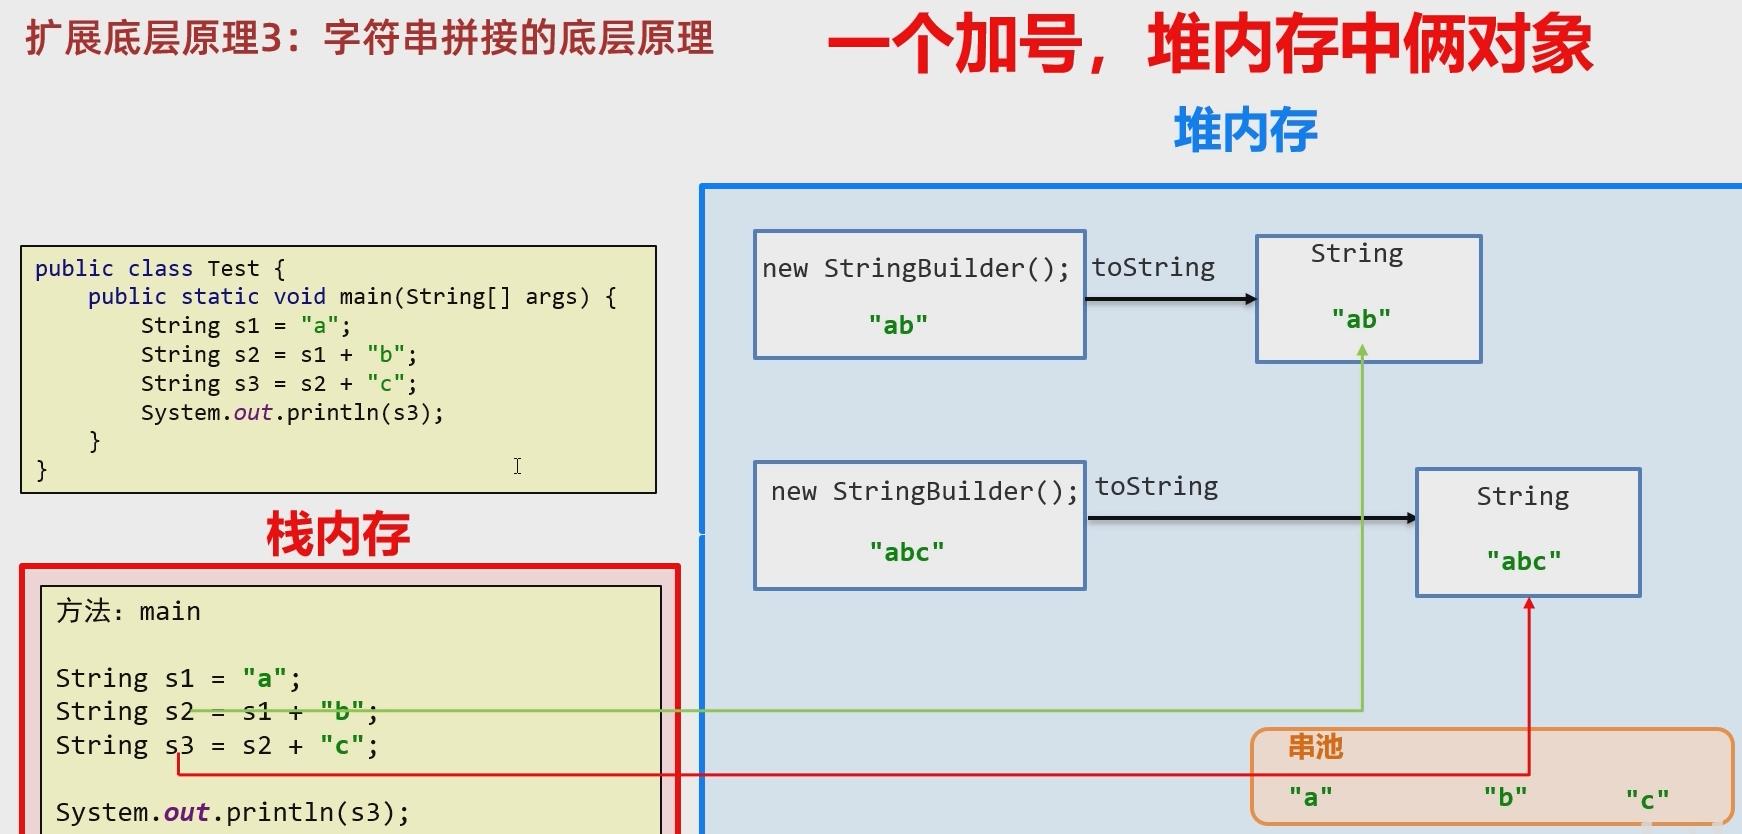 扩展底层原理3：字符串拼接的底层原理
一个加号，堆内存中俩对象
堆内存
public class Test {
    public static void main(String[] args) {
        String s1 = "a";
        String s2 = s1 + "b";
        String s3 = s2 + "c";
        System.out.println(s3);
    }
}
栈内存
方法：main
String s1 = "a";
String s2 = s1 + "b";
String s3 = s2 + "c";
System.out.println(s3);
new StringBuilder();
"ab"
toString
String
"ab"
new StringBuilder();
"abc"
toString
String
"abc"
串池
"a" "b" "c"